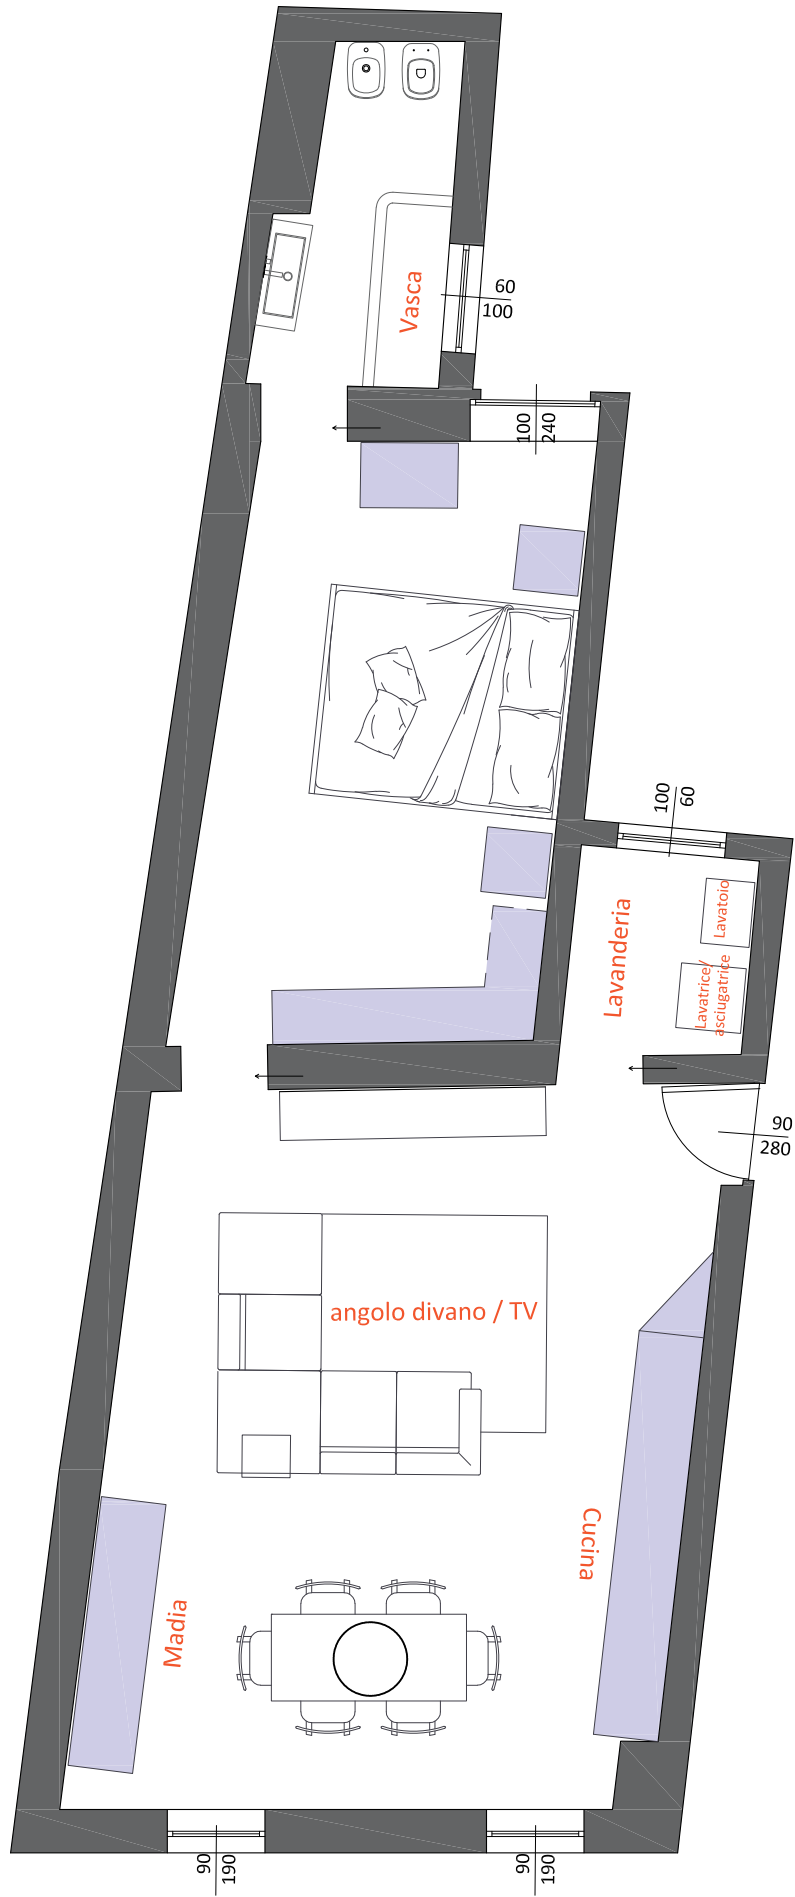 60
100
Vasca
100
240
100
60
Lavanderia
Lavatoio
Lavatrice/
asciugatrice
90
280
angolo divano / TV
Cucina
Madia
90
190
90
190